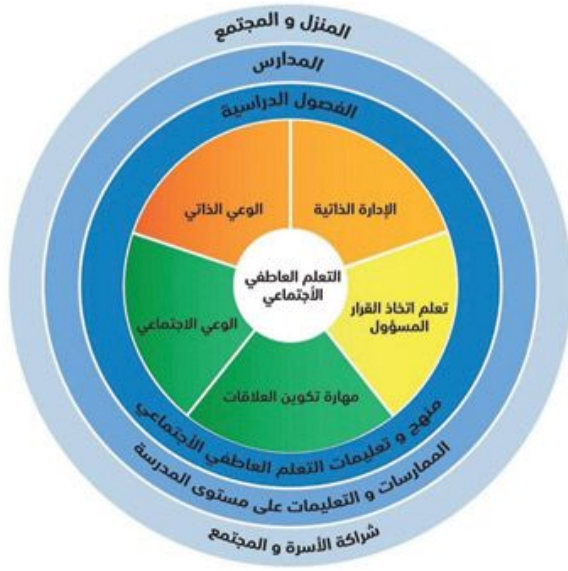 المنزل و المجتمع
المدارس
الفصول الدراسية
الإدارة الذاتية
الوعي الذاتي
التعلم العاطفي
الأجتماعي
تعلم اتخاذ القرار
المسؤول
الوعي الاجتماعي
مهارة تكوين العلاقات
منهج و تعليمات التعلم العاطفي الأجتماعي
الممارسات و التعليمات على مستوى المدرسة
شراكة الأسرة و المجتمع